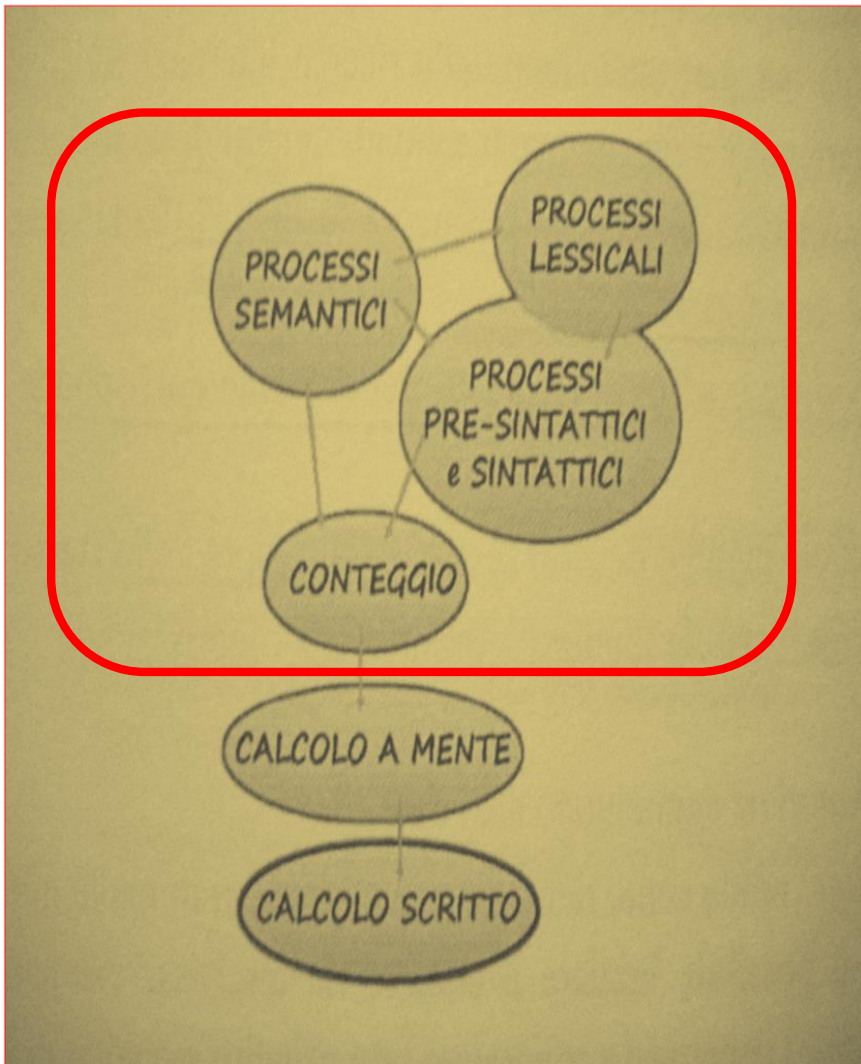 PROCESSI
SEMANTICI
PROCESSI
LESSICALI
PROCESSI
PRE-SINTATTICI
e SINTATTICI
CONTEGGIO
CALCOLO A MENTE
CALCOLO SCRITTO